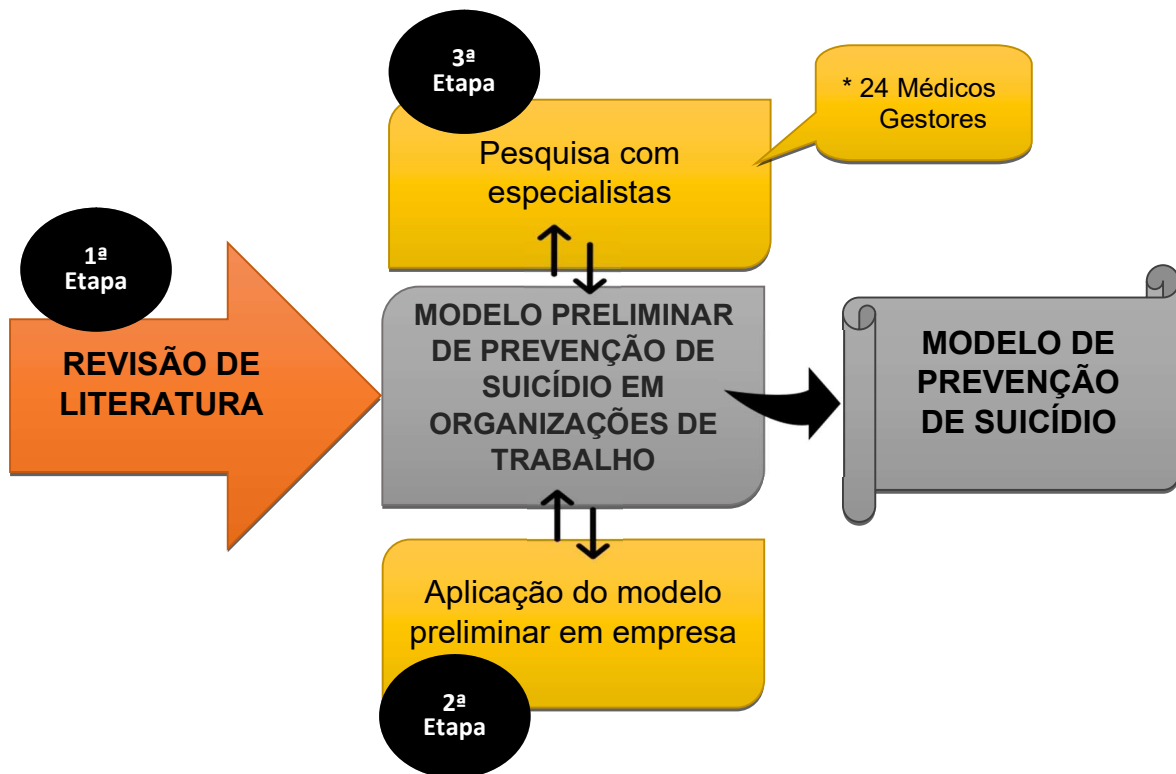 3ª
Etapa
* 24 Médicos
Gestores
Pesquisa com
especialistas
1ª
Etapa
REVISÃO DE
LITERATURA
MODELO PRELIMINAR
DE PREVENÇÃO DE
SUICÍDIO EM
ORGANIZAÇÕES DE
TRABALHO
MODELO DE
PREVENÇÃO
DE SUICÍDIO
Aplicação do modelo
preliminar em empresa
2ª
Etapa